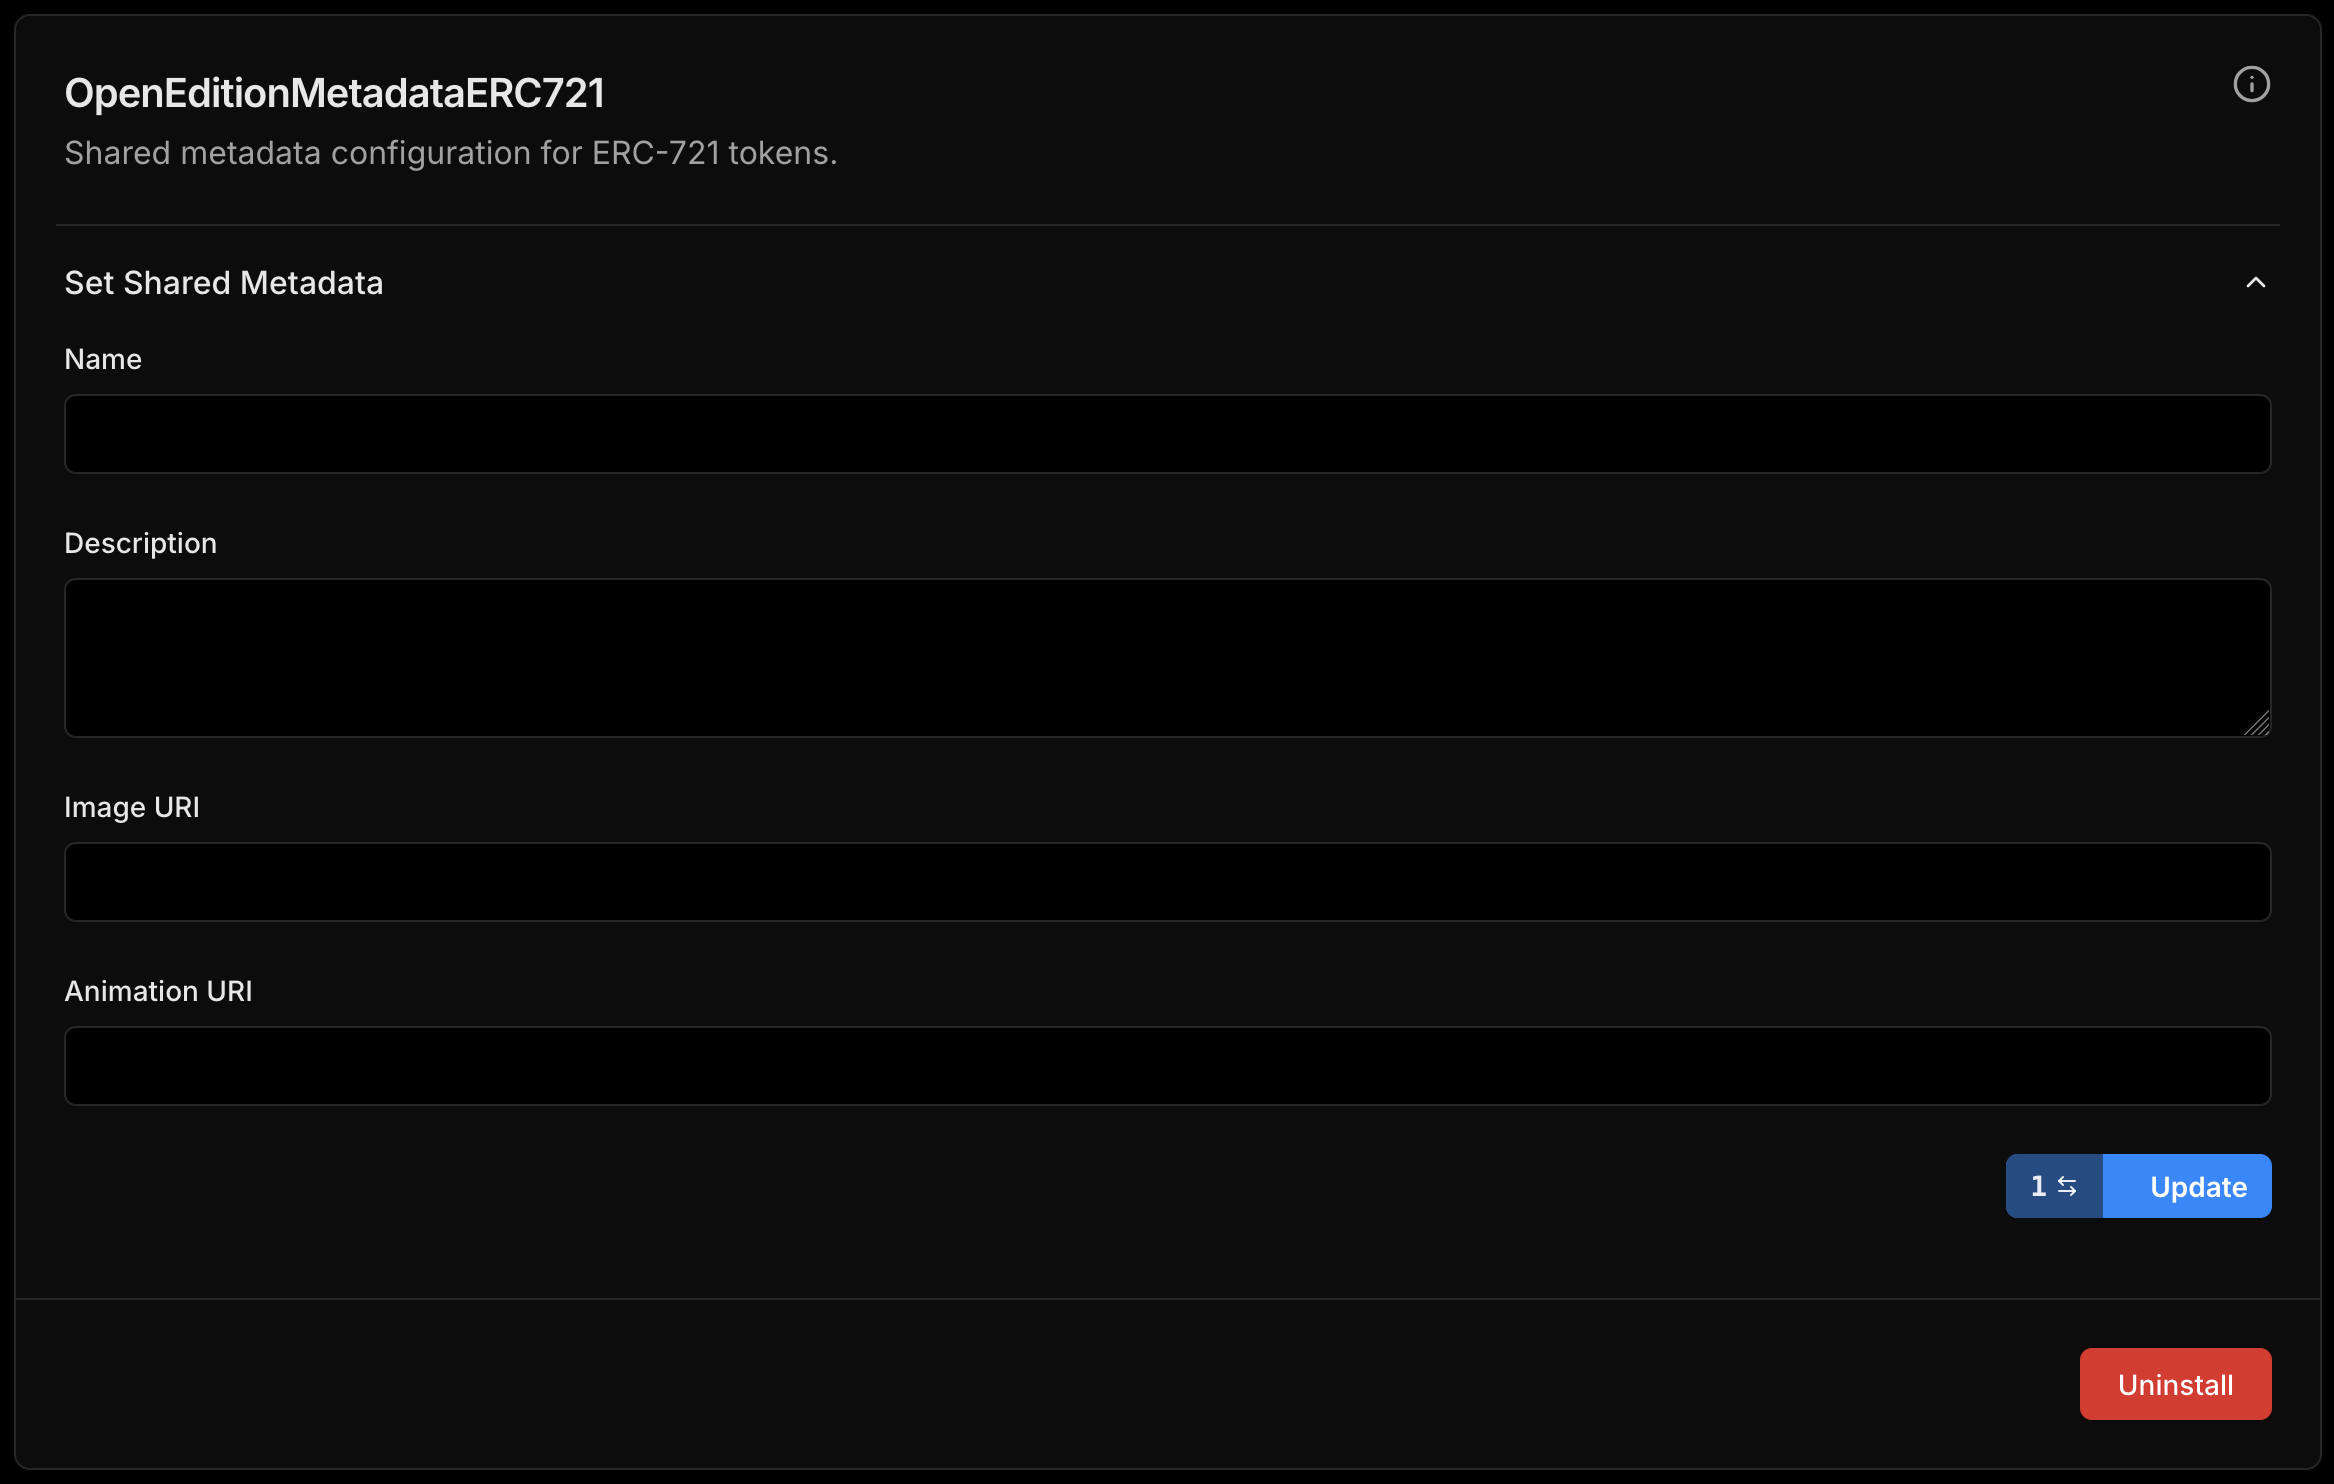 OpenEditionMetadataERC721
Shared metadata configuration for ERC-721 tokens.
Set Shared Metadata
Name
Description
Image URI
Animation URI
1 Update
Uninstall